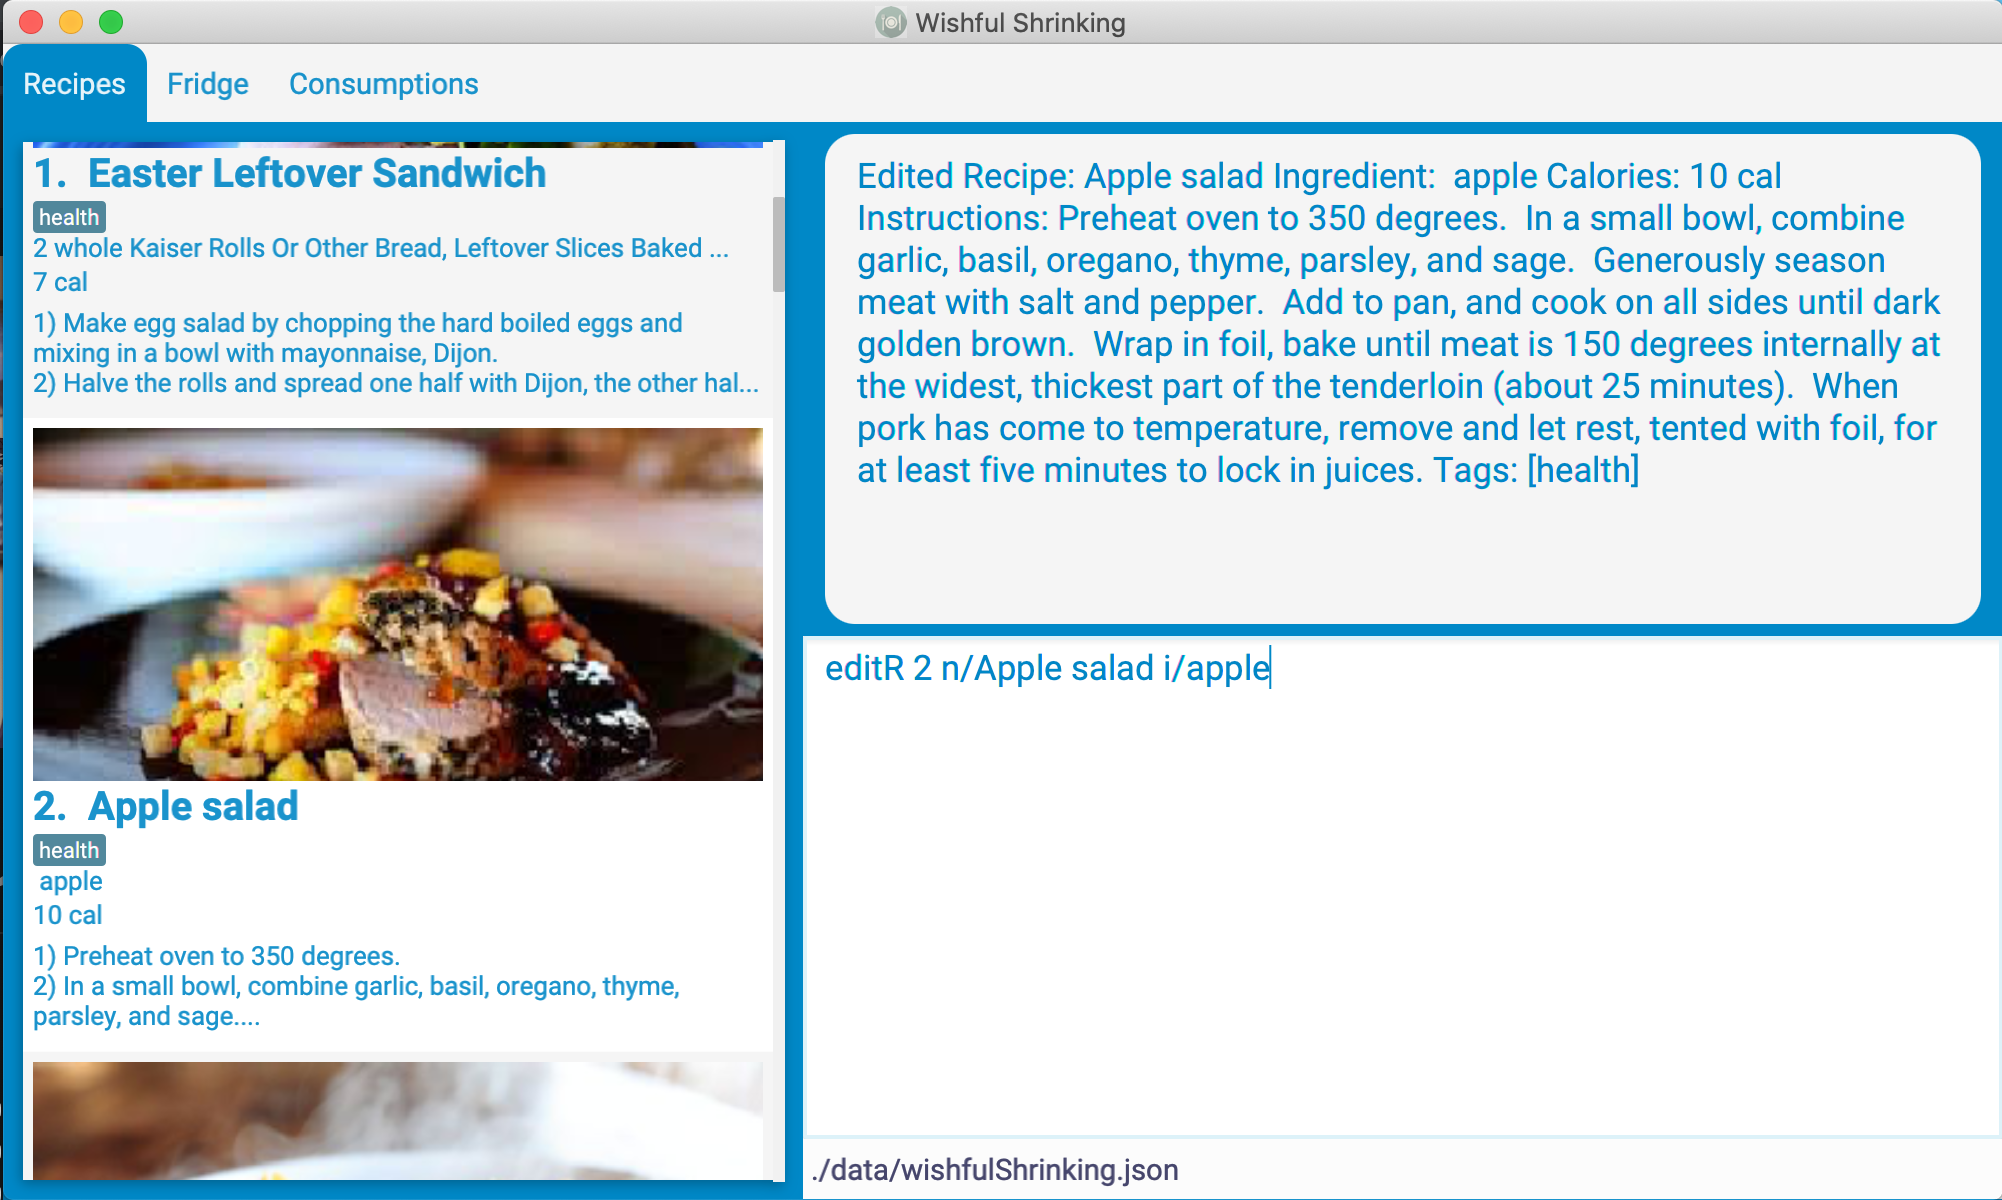 Wishful Shrinking
Recipes Fridge Consumptions
1. Easter Leftover Sandwich
health
2 whole Kaiser Rolls Or Other Bread, Leftover Slices Baked ...
7 cal
1) Make egg salad by chopping the hard boiled eggs and
mixing in a bowl with mayonnaise, Dijon.
2) Halve the rolls and spread one half with Dijon, the other hal...
2. Apple salad
health
apple
10 cal
1) Preheat oven to 350 degrees.
2) In a small bowl, combine garlic, basil, oregano, thyme,
parsley, and sage....
Edited Recipe: Apple salad Ingredient:  apple Calories: 10 cal
Instructions: Preheat oven to 350 degrees.  In a small bowl, combine
garlic, basil, oregano, thyme, parsley, and sage.  Generously season
meat with salt and pepper.  Add to pan, and cook on all sides until dark
golden brown.  Wrap in foil, bake until meat is 150 degrees internally at
the widest, thickest part of the tenderloin (about 25 minutes).  When
pork has come to temperature, remove and let rest, tented with foil, for
at least five minutes to lock in juices. Tags: [health]
editR 2 n/Apple salad i/apple
./data/wishfulShrinking.json